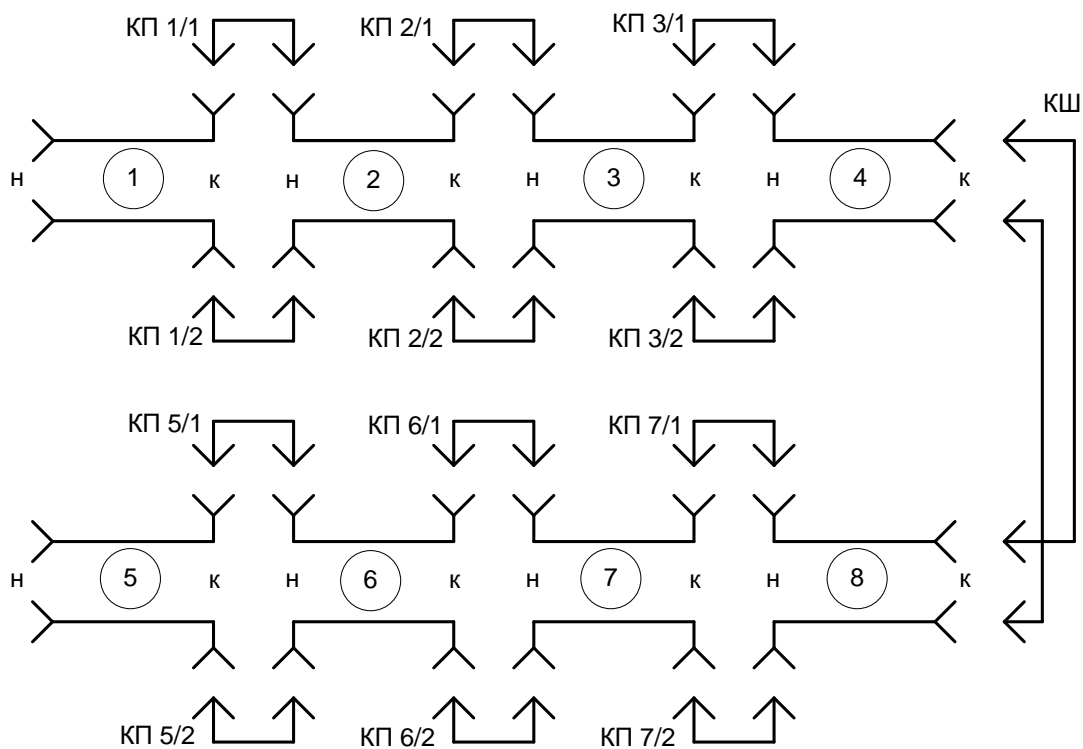 КП 1/1 КП 2/1 КП 3/1
КШ
н 1 к н 2 к н 3 к н 4 к
КП 1/2 КП 2/2 КП 3/2
КП 5/1 КП 6/1 КП 7/1
н 5 к н 6 к н 7 к н 8 к
КП 5/2 КП 6/2 КП 7/2